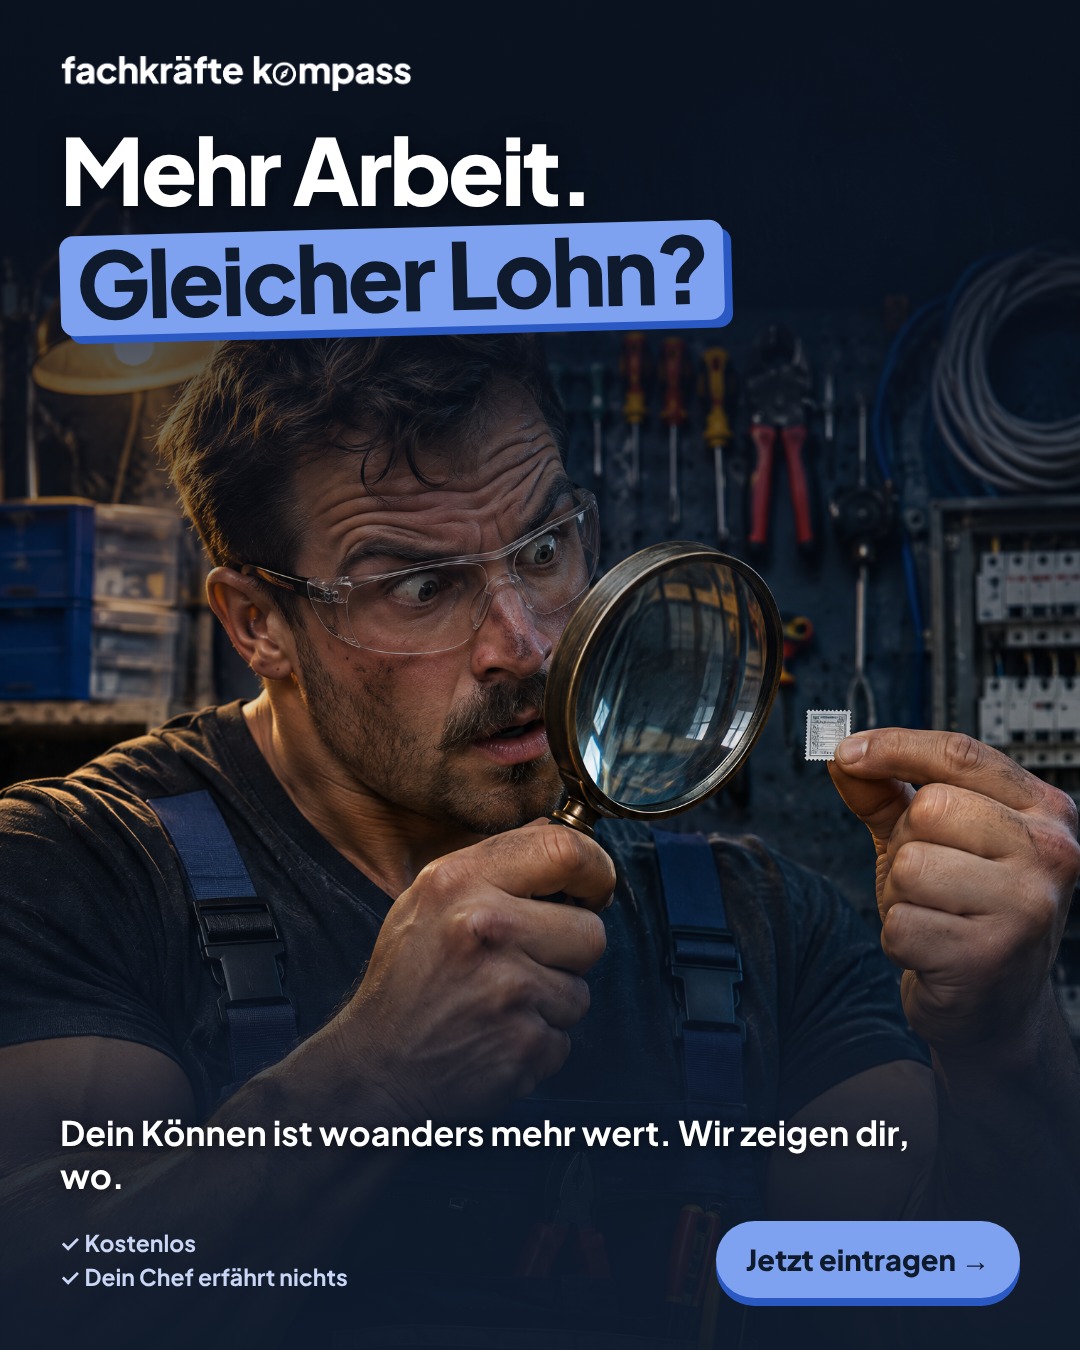 fachkräfte kompass
Mehr Arbeit.
Gleicher Lohn?
Dein Können ist woanders mehr wert. Wir zeigen dir,
wo.
✓ Kostenlos
✓ Dein Chef erfährt nichts
Jetzt eintragen →